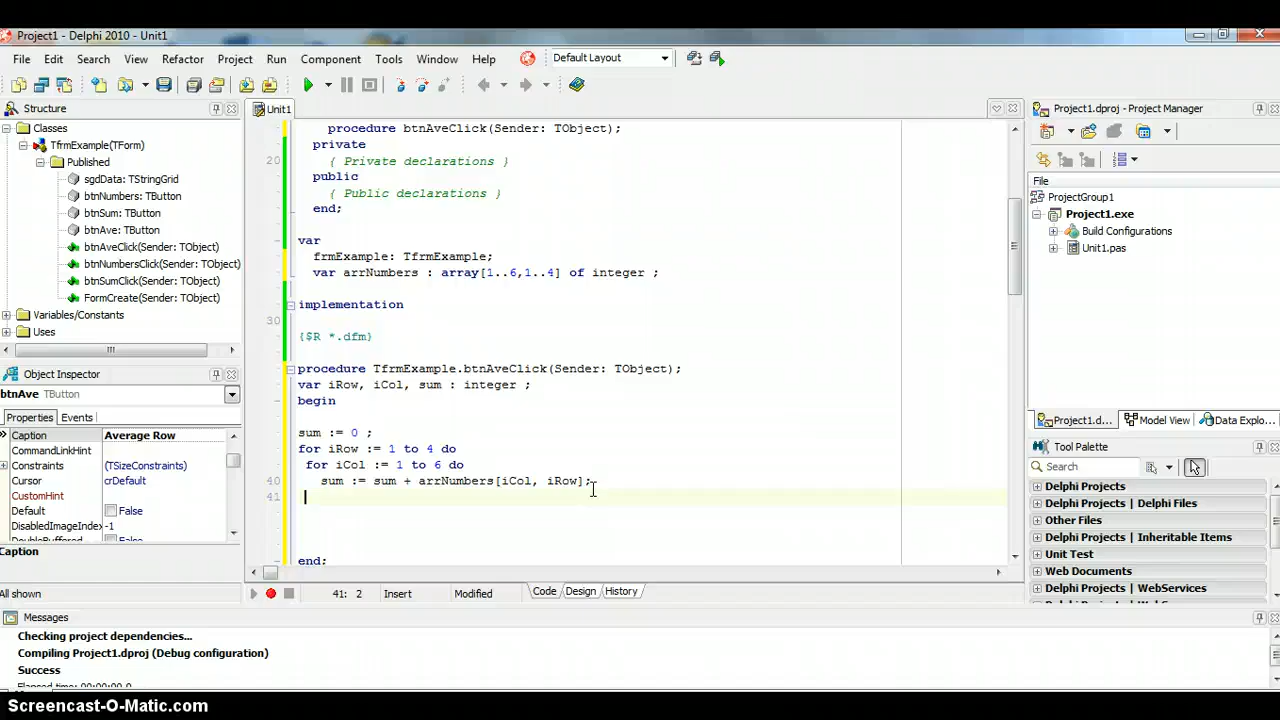 Project1 - Delphi 2010 - Unit1
File Edit Search View Refactor Project Run Component Tools Window Help
Default Layout
Structure
Classes
TfrmExample(TForm)
Published
sgdData: TStringGrid
btnNumbers: TButton
btnSum: TButton
btnAve: TButton
btnAveClick(Sender: TObject)
btnNumbersClick(Sender: TObject)
btnSumClick(Sender: TObject)
FormCreate(Sender: TObject)
Variables/Constants
Uses
Object Inspector
btnAve TButton
Properties Events
Caption Average Row
CommandLinkHint
Constraints (TSizeConstraints)
Cursor crDefault
CustomHint
Default False
DisabledImageIndex -1
DoubleBuffered False
Caption
All shown
Unit1
procedure btnAveClick(Sender: TObject);
private
20 { Private declarations }
public
{ Public declarations }
end;
var
frmExample: TfrmExample;
var arrNumbers : array[1..6,1..4] of integer ;
implementation
30
{$R *.dfm}
procedure TfrmExample.btnAveClick(Sender: TObject);
var iRow, iCol, sum : integer ;
begin
sum := 0 ;
for iRow := 1 to 4 do
for iCol := 1 to 6 do
40 sum := sum + arrNumbers[iCol, iRow];
41
end;
41: 2 Insert Modified Code Design History
Project1.dproj - Project Manager
File
ProjectGroup1
Project1.exe
Build Configurations
Unit1.pas
Project1.d... Model View Data Explo...
Tool Palette
Search
Delphi Projects
Delphi Projects | Delphi Files
Other Files
Delphi Projects | Inheritable Items
Unit Test
Web Documents
Delphi Projects | WebServices
Messages
Checking project dependencies...
Compiling Project1.dproj (Debug configuration)
Success
Elapsed time: 00:00:00.0
Screencast-O-Matic.com